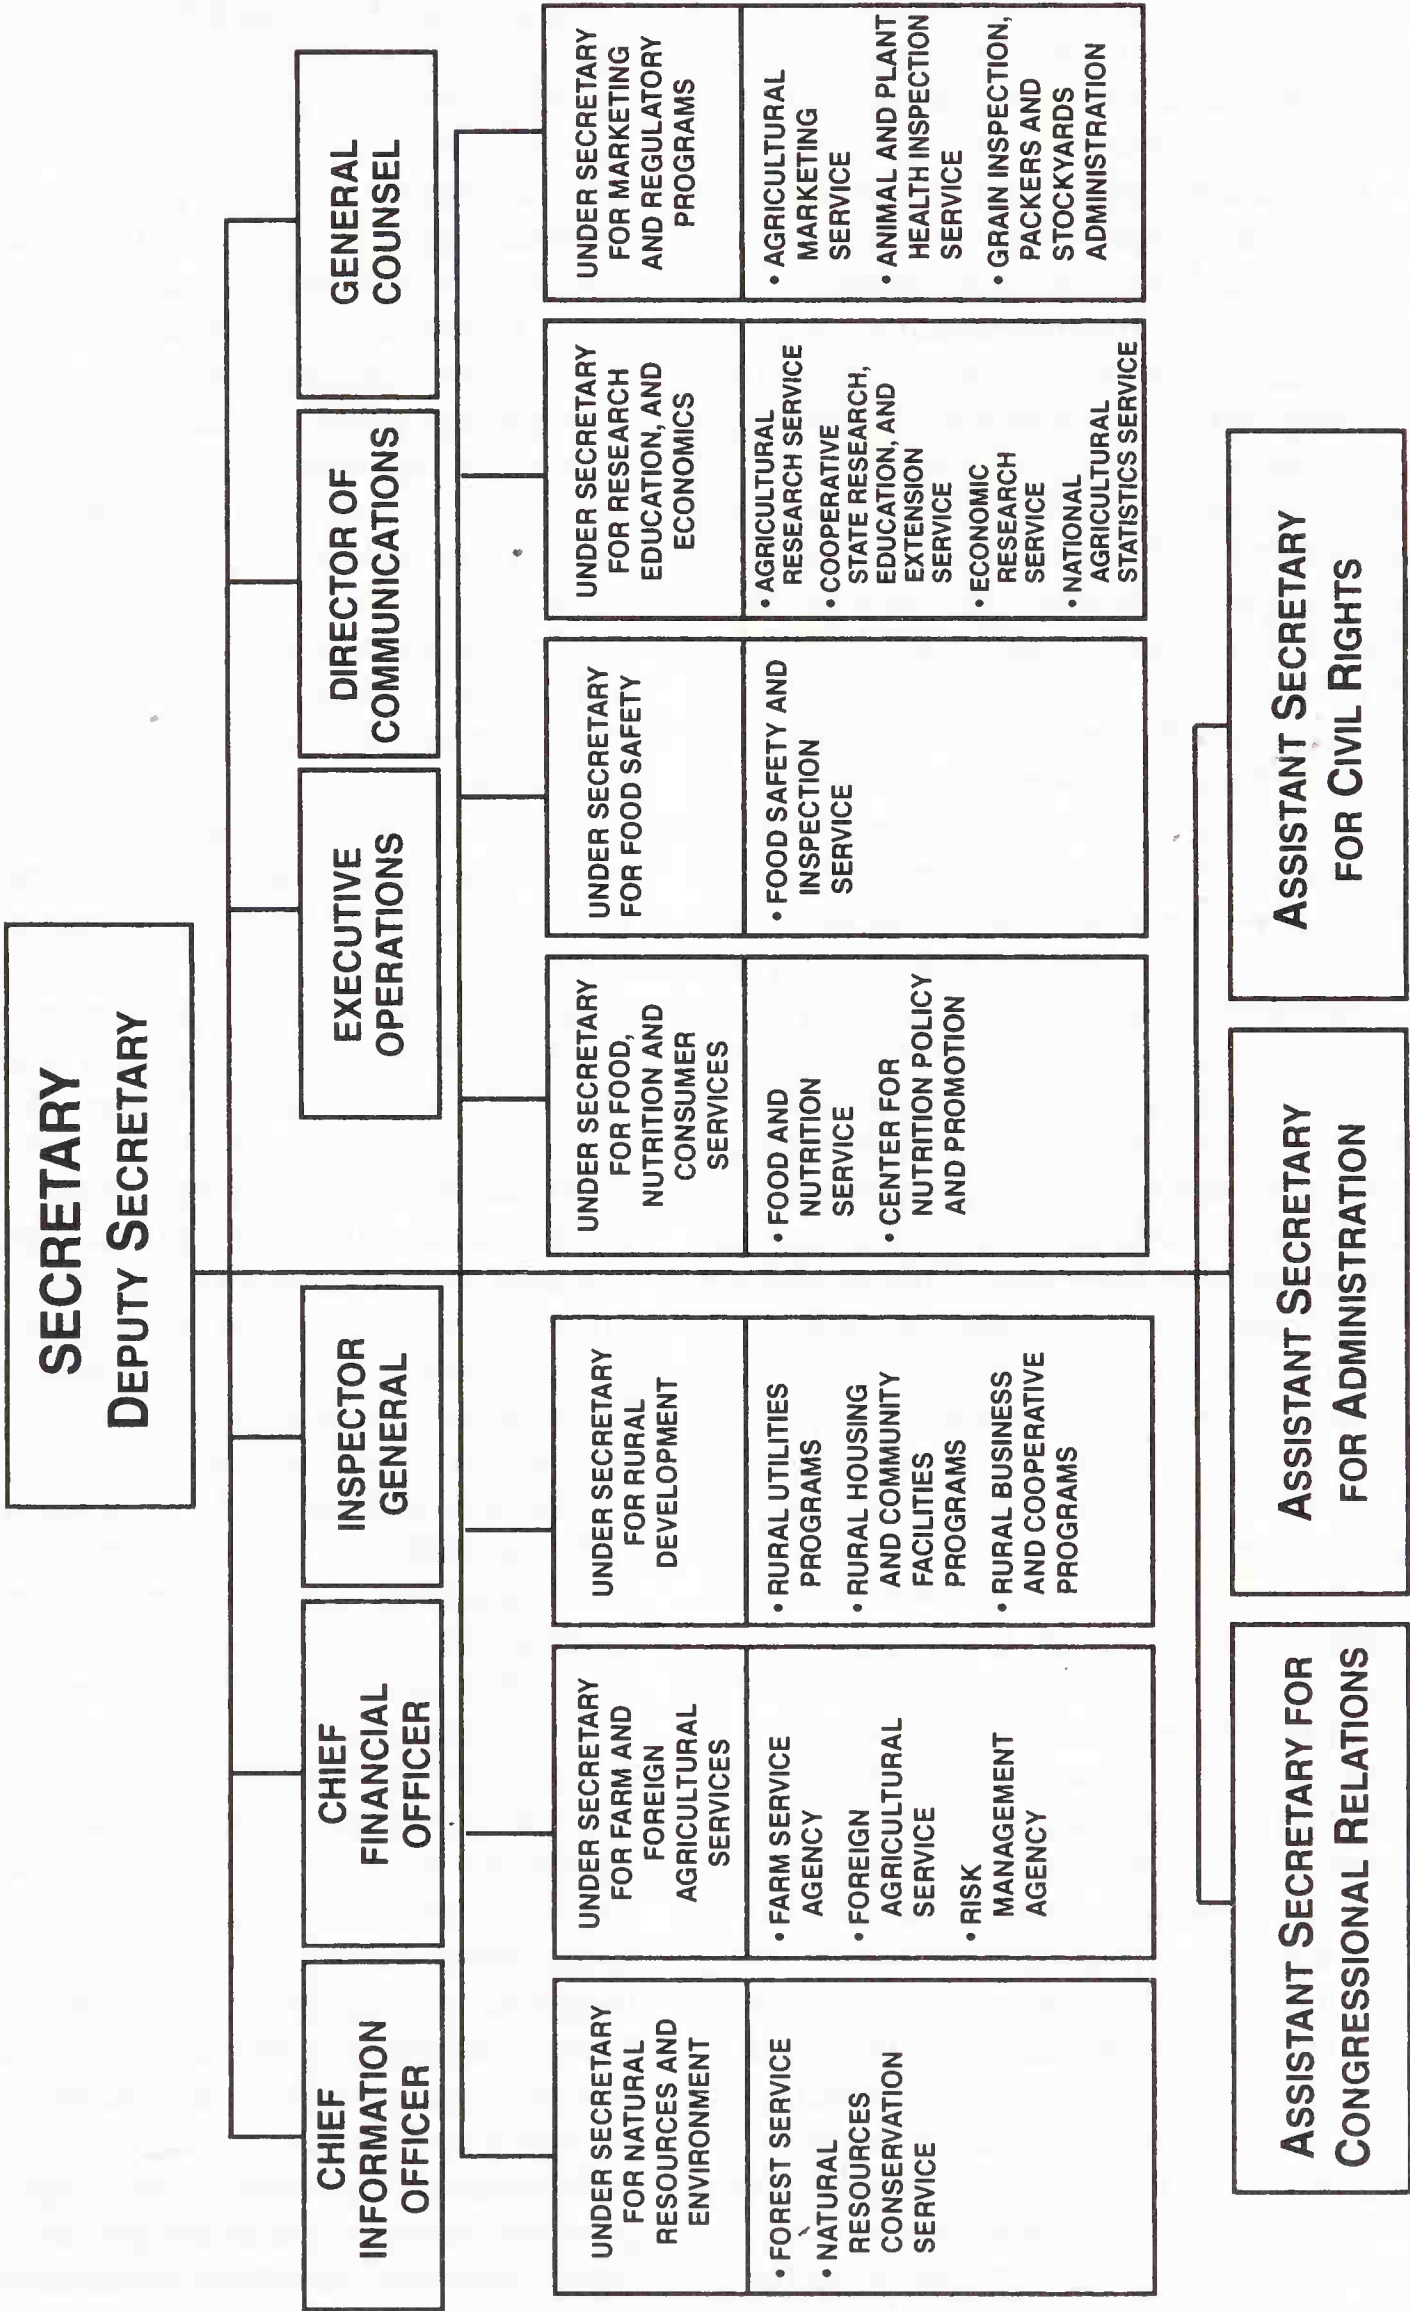 SECRETARY
DEPUTY SECRETARY
CHIEF
INFORMATION
OFFICER
CHIEF
FINANCIAL
OFFICER
INSPECTOR
GENERAL
EXECUTIVE
OPERATIONS
DIRECTOR OF
COMMUNICATIONS
GENERAL
COUNSEL
UNDER SECRETARY
FOR NATURAL
RESOURCES AND
ENVIRONMENT
• FOREST SERVICE
• NATURAL
RESOURCES
CONSERVATION
SERVICE
UNDER SECRETARY
FOR FARM AND
FOREIGN
AGRICULTURAL
SERVICES
• FARM SERVICE
AGENCY
• FOREIGN
AGRICULTURAL
SERVICE
• RISK
MANAGEMENT
AGENCY
UNDER SECRETARY
FOR RURAL
DEVELOPMENT
• RURAL UTILITIES
PROGRAMS
• RURAL HOUSING
AND COMMUNITY
FACILITIES
PROGRAMS
• RURAL BUSINESS
AND COOPERATIVE
PROGRAMS
UNDER SECRETARY
FOR FOOD,
NUTRITION AND
CONSUMER
SERVICES
• FOOD AND
NUTRITION
SERVICE
• CENTER FOR
NUTRITION POLICY
AND PROMOTION
UNDER SECRETARY
FOR FOOD SAFETY
• FOOD SAFETY AND
INSPECTION
SERVICE
UNDER SECRETARY
FOR RESEARCH
EDUCATION, AND
ECONOMICS
• AGRICULTURAL
RESEARCH SERVICE
• COOPERATIVE
STATE RESEARCH,
EDUCATION, AND
EXTENSION
SERVICE
• ECONOMIC
RESEARCH
SERVICE
• NATIONAL
AGRICULTURAL
STATISTICS SERVICE
UNDER SECRETARY
FOR MARKETING
AND REGULATORY
PROGRAMS
• AGRICULTURAL
MARKETING
SERVICE
• ANIMAL AND PLANT
HEALTH INSPECTION
SERVICE
• GRAIN INSPECTION,
PACKERS AND
STOCKYARDS
ADMINISTRATION
ASSISTANT SECRETARY FOR
CONGRESSIONAL RELATIONS
ASSISTANT SECRETARY
FOR ADMINISTRATION
ASSISTANT SECRETARY
FOR CIVIL RIGHTS